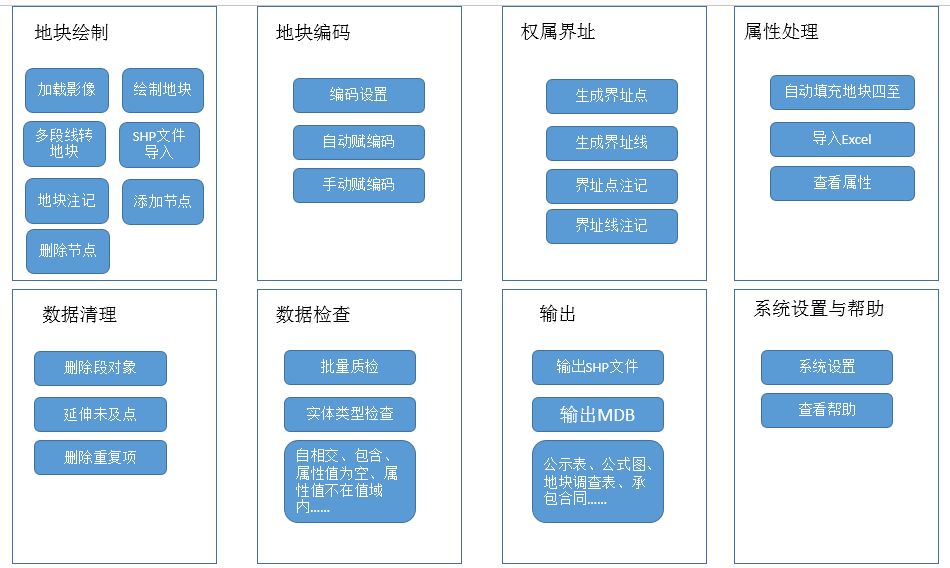 地块绘制
加载影像
绘制地块
多段线转
地块
SHP文件
导入
地块注记
添加节点
删除节点
地块编码
编码设置
自动赋编码
手动赋编码
权属界址
生成界址点
生成界址线
界址点注记
界址线注记
属性处理
自动填充地块四至
导入Excel
查看属性
数据清理
删除段对象
延伸未及点
删除重复项
数据检查
批量质检
实体类型检查
自相交、包含、
属性值为空、属
性值不在值域
内......
输出
输出SHP文件
输出MDB
公示表、公式图、
地块调查表、承
包合同......
系统设置与帮助
系统设置
查看帮助